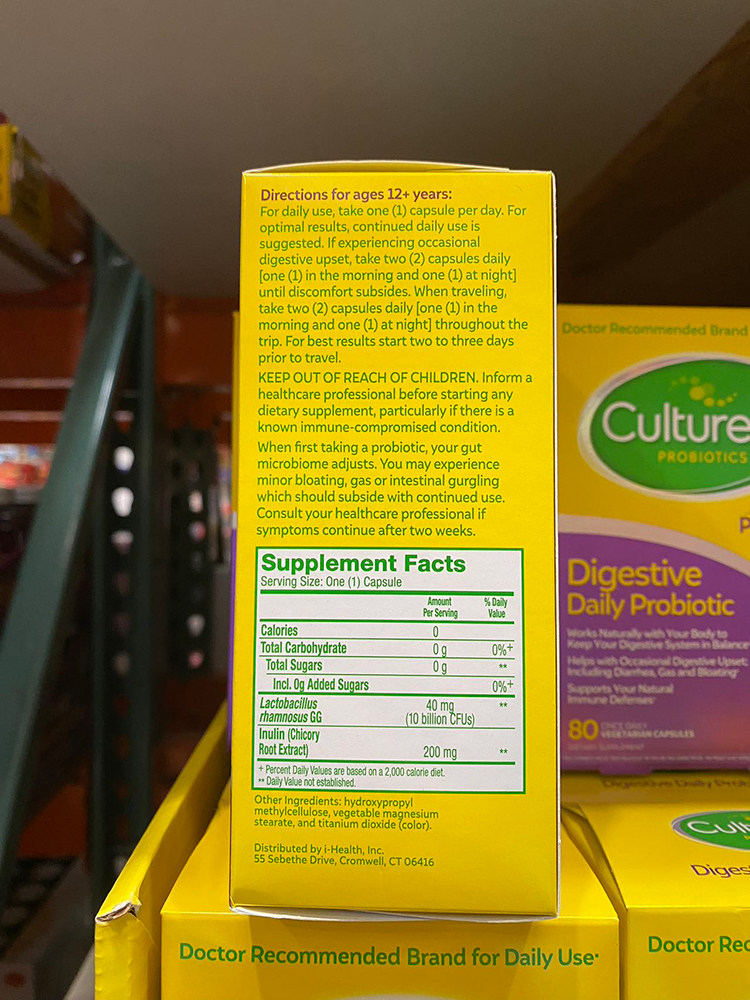 Directions for ages 12+ years:
For daily use, take one (1) capsule per day. For
optimal results, continued daily use is
suggested. If experiencing occasional
digestive upset, take two (2) capsules daily
[one (1) in the morning and one (1) at night]
until discomfort subsides. When traveling,
take two (2) capsules daily [one (1) in the
morning and one (1) at night] throughout the
trip. For best results start two to three days
prior to travel.
KEEP OUT OF REACH OF CHILDREN. Inform a
healthcare professional before starting any
dietary supplement, particularly if there is a
known immune-compromised condition.
When first taking a probiotic, your gut
microbiome adjusts. You may experience
minor bloating, gas or intestinal gurgling
which should subside with continued use.
Consult your healthcare professional if
symptoms continue after two weeks.
Supplement Facts
Serving Size: One (1) Capsule
Amount Per Serving % Daily Value
Calories 0
Total Carbohydrate 0 g 0%+
Total Sugars 0 g **
Incl. 0g Added Sugars 0%+
Lactobacillus rhamnosus GG 40 mg (10 billion CFUs) **
Inulin (Chicory Root Extract) 200 mg **
+ Percent Daily Values are based on a 2,000 calorie diet.
** Daily Value not established.
Other Ingredients: hydroxypropyl
methylcellulose, vegetable magnesium
stearate, and titanium dioxide (color).
Distributed by i-Health, Inc.
55 Sebethe Drive, Cromwell, CT 06416
Doctor Recommended Brand
Culture
PROBIOTICS
P
Digestive
Daily Probiotic
Works Naturally with Your Body to
Keep Your Digestive System in Balance
Helps with Occasional Digestive Upset;
Including Diarrhea, Gas and Bloating
Supports Your Natural
Immune Defenses
80 ONCE DAILY
VEGETARIAN CAPSULES
Digestive Daily
Cul
Diges
Doctor Recommended Brand for Daily Use*
Doctor Rec